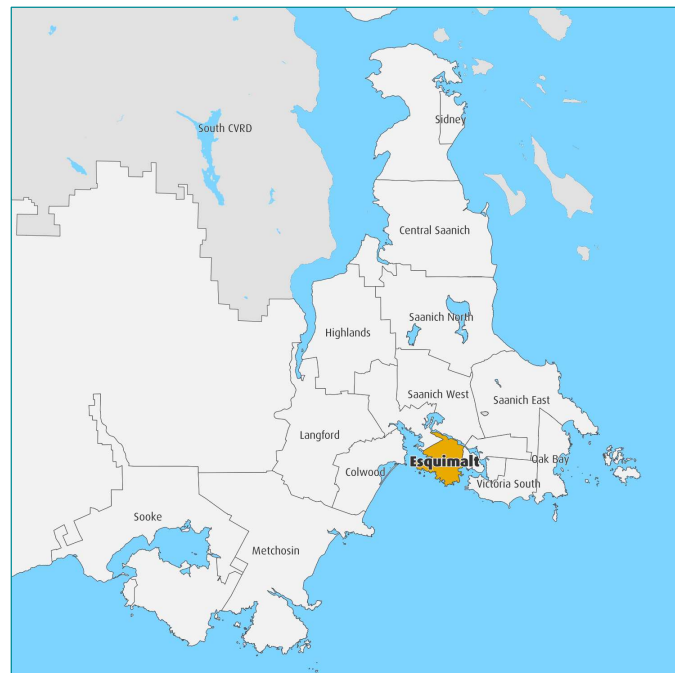 Sidney
South CVRD
Central Saanich
Saanich North
Highlands
Saanich West
Saanich East
Langford
Oak Bay
Esquimalt
Colwood
Victoria South
Sooke
Metchosin